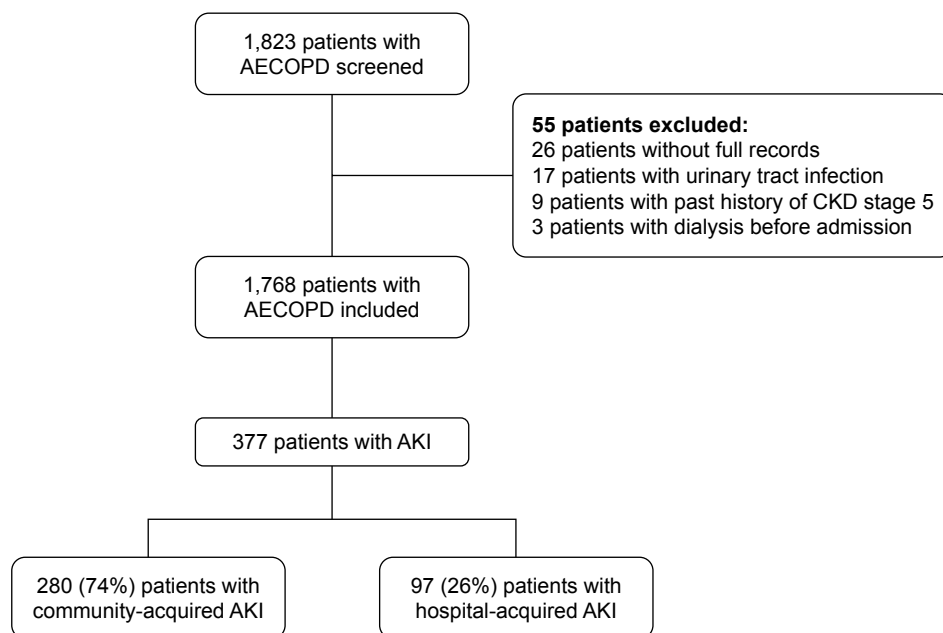 1,823 patients with
AECOPD screened
55 patients excluded:
26 patients without full records
17 patients with urinary tract infection
9 patients with past history of CKD stage 5
3 patients with dialysis before admission
1,768 patients with
AECOPD included
377 patients with AKI
280 (74%) patients with
community-acquired AKI
97 (26%) patients with
hospital-acquired AKI